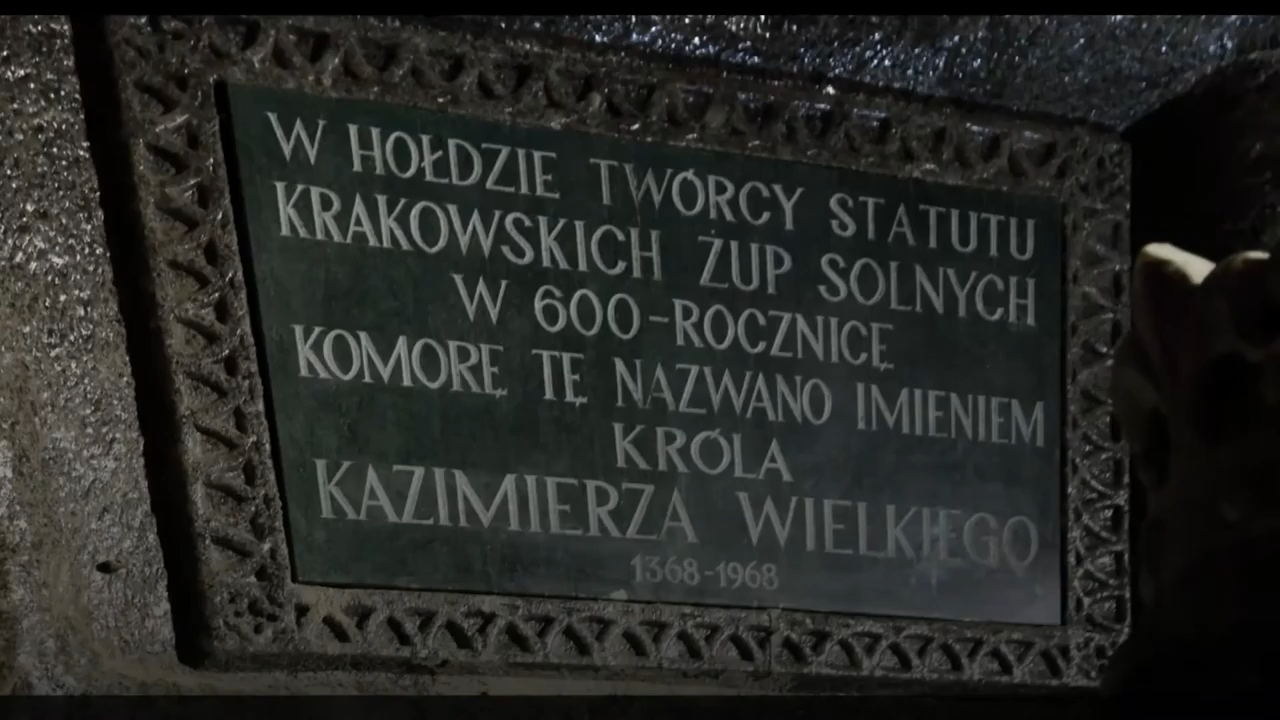 W HOŁDZIE TWÓRCY STATUTU
KRAKOWSKICH ŻUP SOLNYCH
W 600-ROCZNICĘ
KOMORĘ TĘ NAZWANO IMIENIEM
KRÓLA
KAZIMIERZA WIELKIEGO
1368-1968